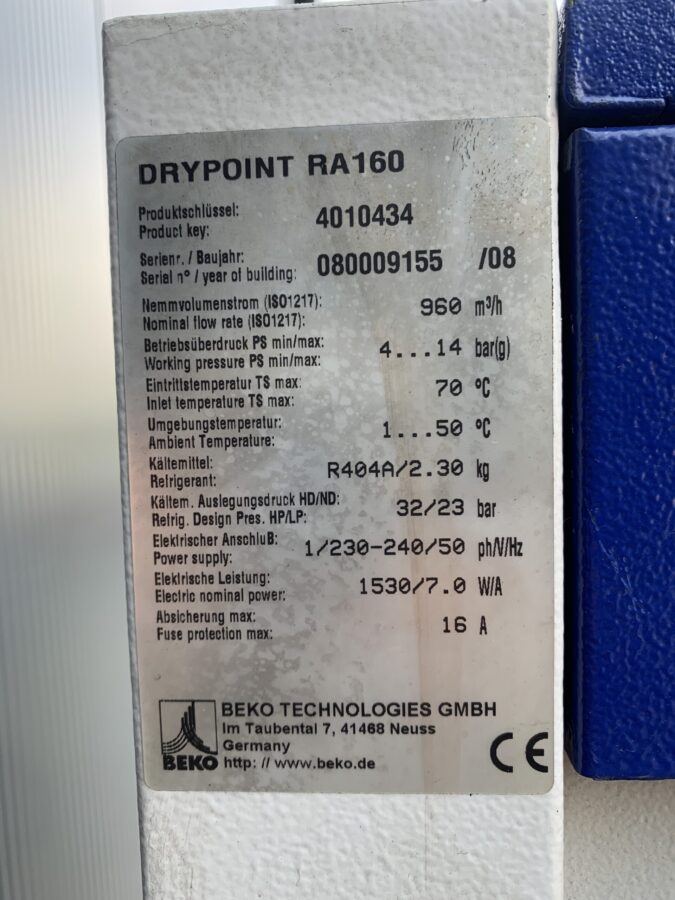 DRYPOINT RA160
Produktschlüssel:
Product key: 4010434
Serienr. / Baujahr:
Serial n° / year of building: 080009155 /08
Nemmvolumenstrom (ISO1217):
Nominal flow rate (ISO1217): 960 m³/h
Betriebsüberdruck PS min/max:
Working pressure PS min/max: 4...14 bar(g)
Eintrittstemperatur TS max:
Inlet temperature TS max: 70 °C
Umgebungstemperatur:
Ambient Temperature: 1...50 °C
Kältemittel:
Refrigerant: R404A/2.30 kg
Kältem. Auslegungsdruck HD/ND:
Refrig. Design Pres. HP/LP: 32/23 bar
Elektrischer Anschluß:
Power supply: 1/230-240/50 ph/V/Hz
Elektrische Leistung:
Electric nominal power: 1530/7.0 W/A
Absicherung max:
Fuse protection max: 16 A
BEKO TECHNOLOGIES GMBH
Im Taubental 7, 41468 Neuss
Germany
BEKO http: // www.beko.de
CE